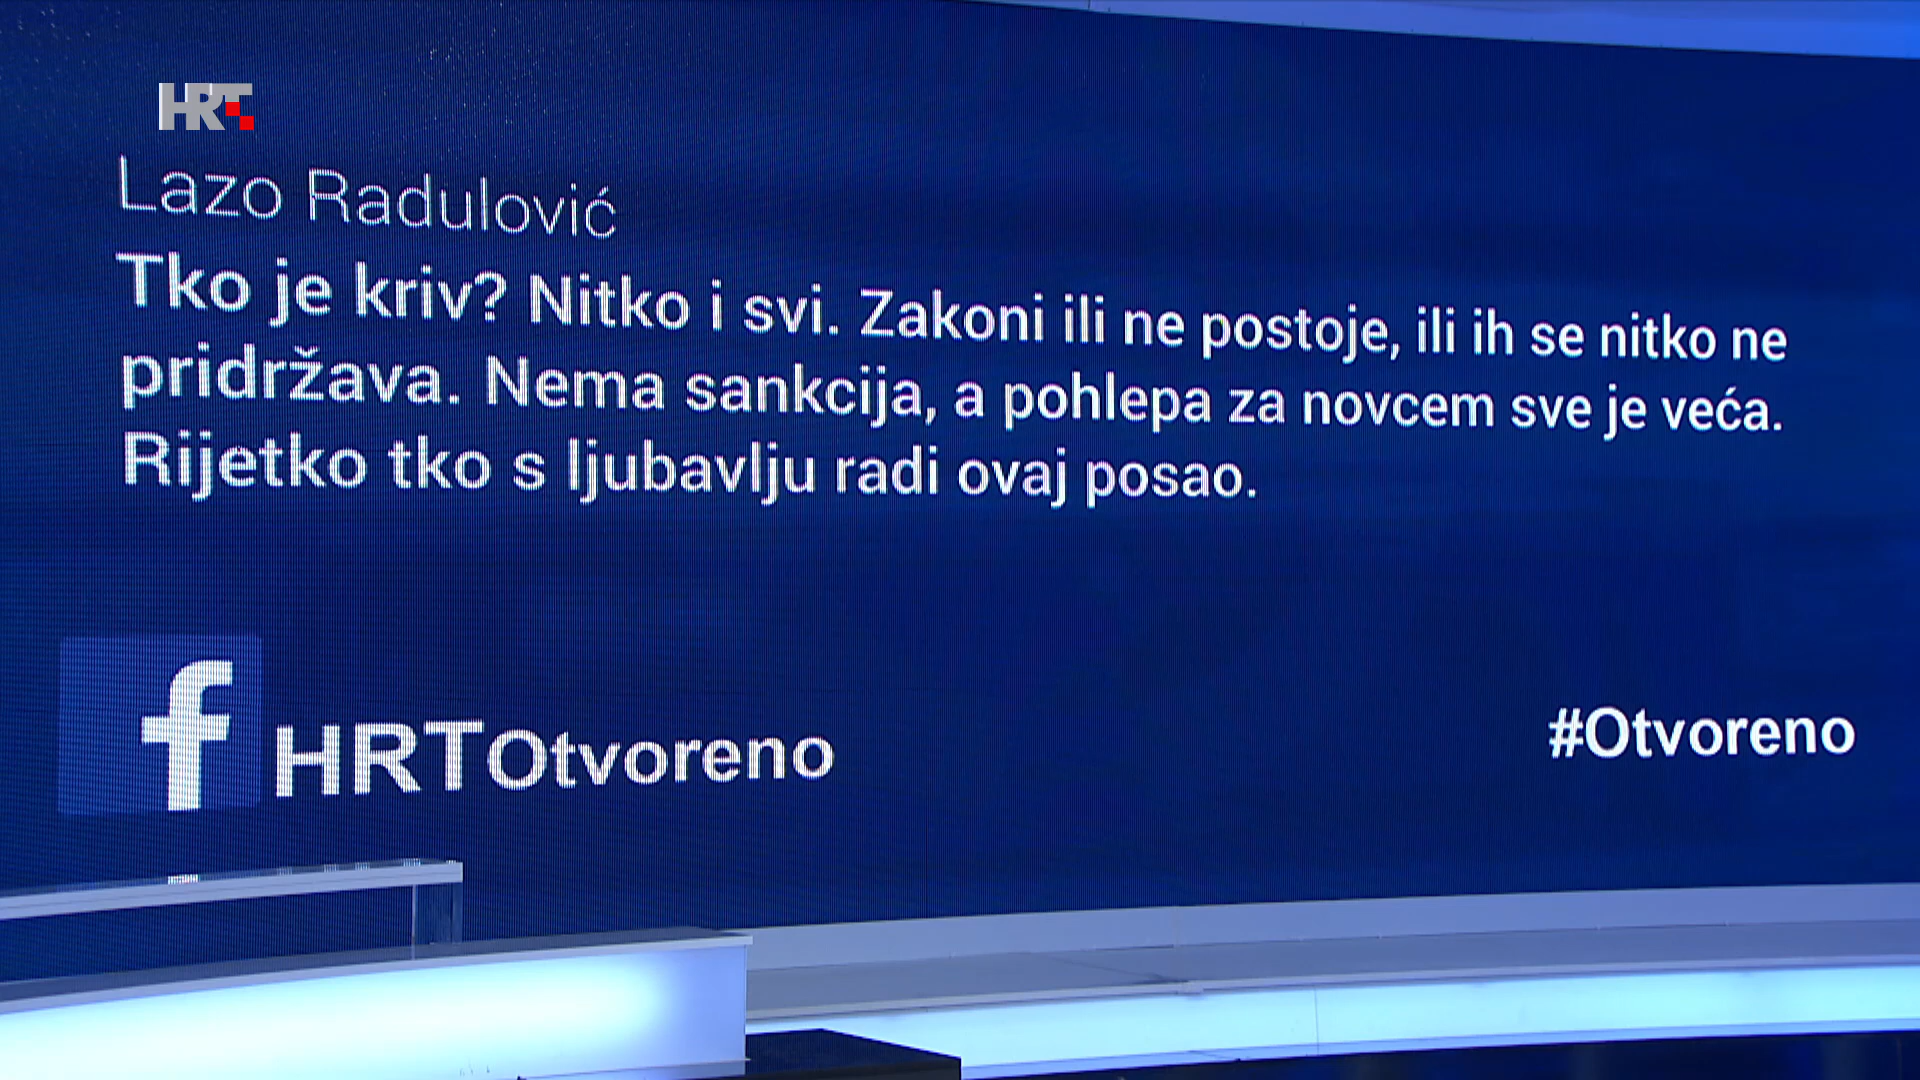 HRT
Lazo Radulović
Tko je kriv? Nitko i svi. Zakoni ili ne postoje, ili ih se nitko ne
pridržava. Nema sankcija, a pohlepa za novcem sve je veća.
Rijetko tko s ljubavlju radi ovaj posao.
f HRTOtvoreno
#Otvoreno